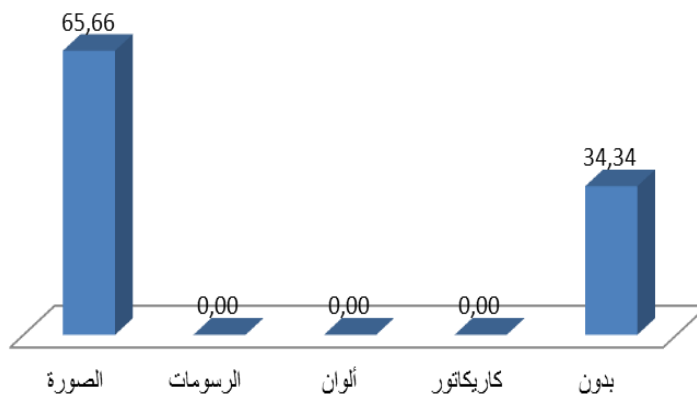 65,66
34,34
0,00
0,00
0,00
الصورة
الرسومات
ألوان
كاريكاتور
بدون